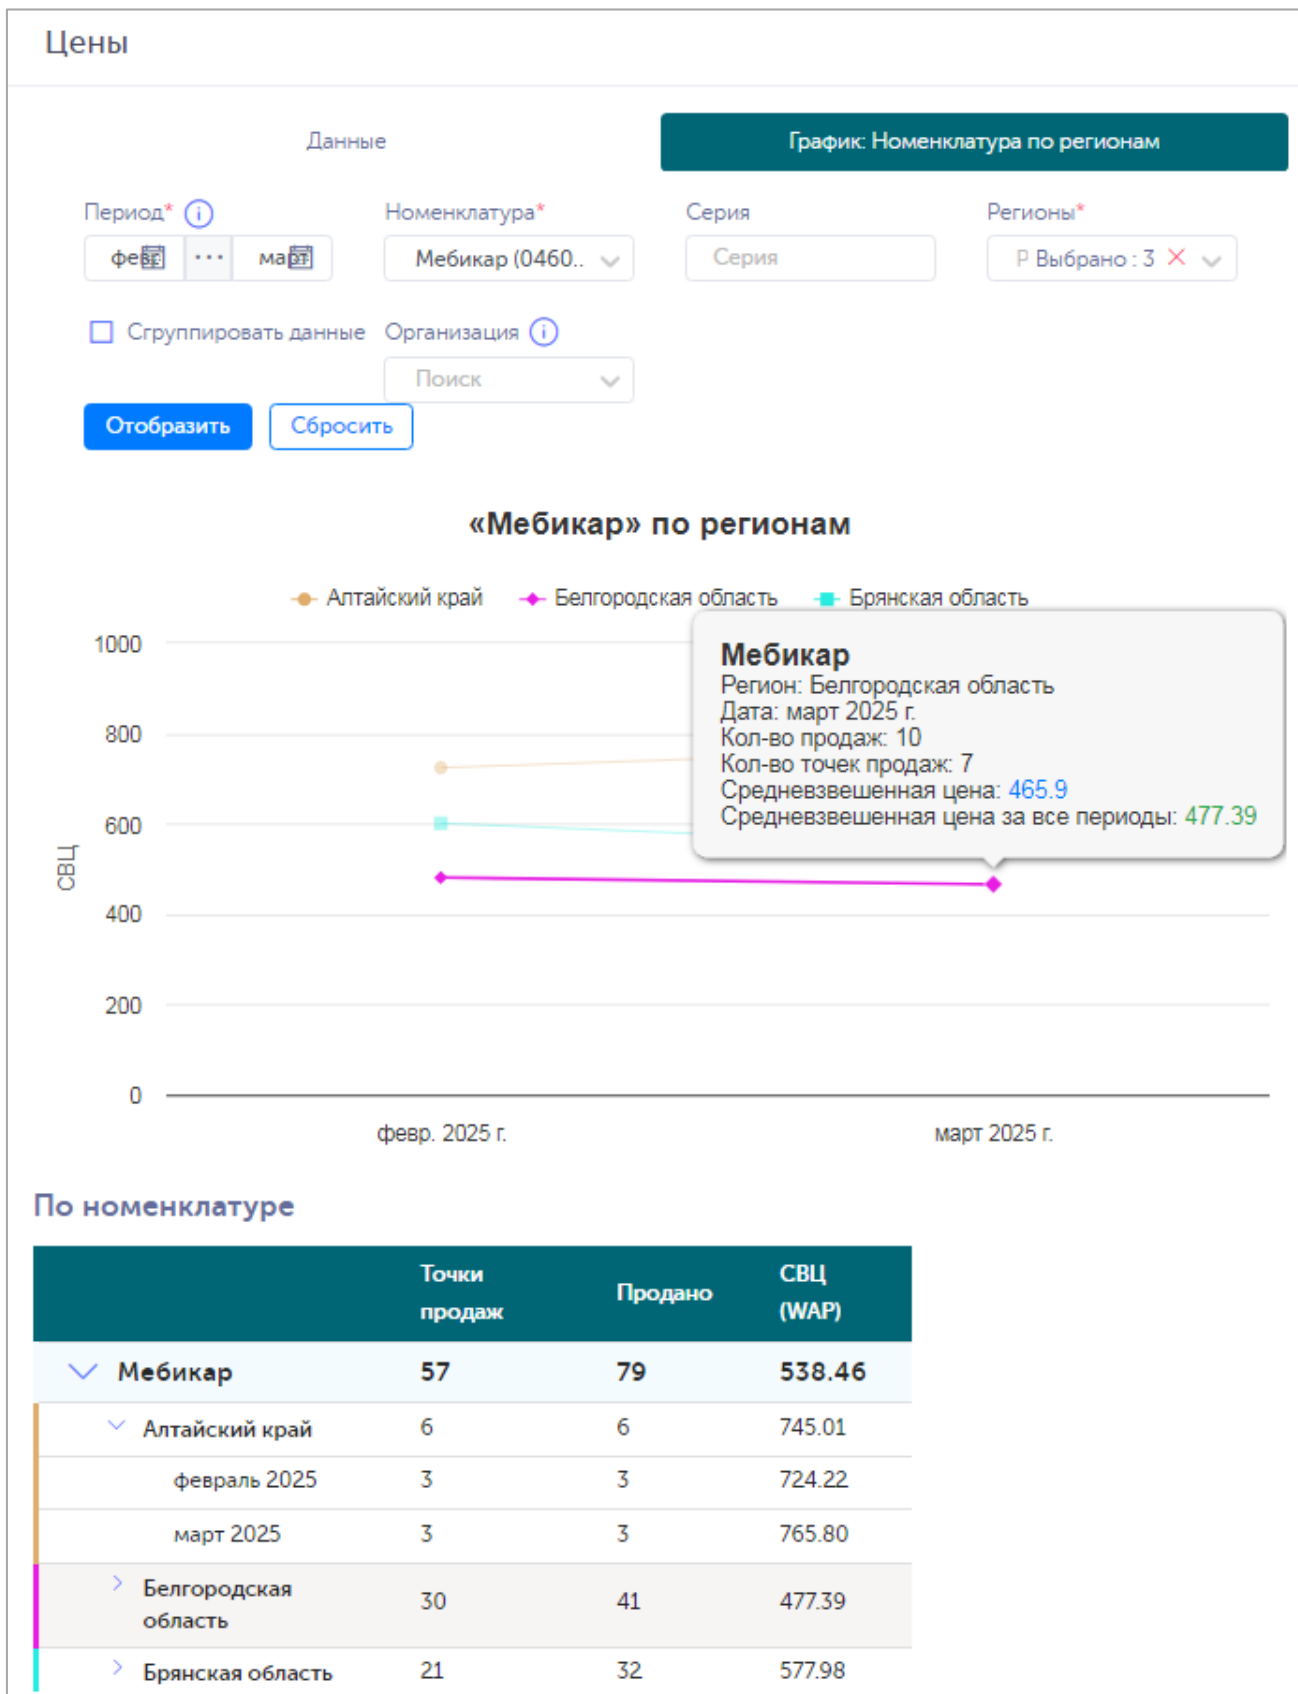 Цены
Данные
График: Номенклатура по регионам
Период* Номенклатура* Серия Регионы*
март Мебикар (0460.. Серия Р Выбрано : 3
Сгруппировать данные Организация
Поиск
Отобразить Сбросить
«Мебикар» по регионам
Алтайский край Белгородская область Брянская область
Мебикар
Регион: Белгородская область
Дата: март 2025 г.
Кол-во продаж: 10
Кол-во точек продаж: 7
Средневзвешенная цена: 465.9
Средневзвешенная цена за все периоды: 477.39
СВЦ
1000
800
600
400
200
0
февр. 2025 г. март 2025 г.
По номенклатуре
Точки продаж Продано СВЦ (WAP)
Мебикар 57 79 538.46
Алтайский край 6 6 745.01
февраль 2025 3 3 724.22
март 2025 3 3 765.80
Белгородская область 30 41 477.39
Брянская область 21 32 577.98